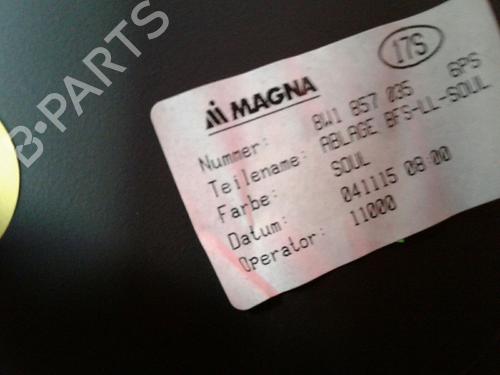 B-PARTS
17S
MAGNA
Nummer: 8W1 857 035 6PS
Teilename: ABLAGE BFS-LL-SOUL
Farbe: SOUL
Datum: 041115 08:00
Operator: 11000